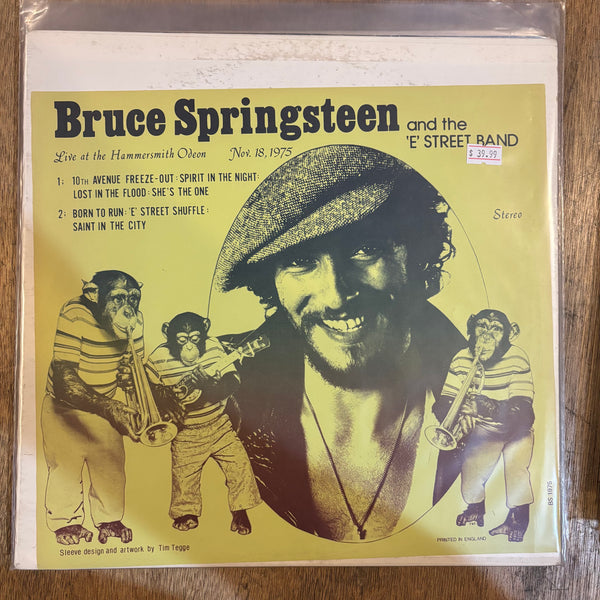 Bruce Springsteen and the
'E' STREET BAND
$ 39.99
Live at the Hammersmith Odeon Nov. 18, 1975
1: 10TH AVENUE FREEZE-OUT: SPIRIT IN THE NIGHT:
LOST IN THE FLOOD: SHE'S THE ONE
2: BORN TO RUN: 'E' STREET SHUFFLE:
SAINT IN THE CITY
Stereo
BS 1975
Sleeve design and artwork by Tim Tegge
PRINTED IN ENGLAND